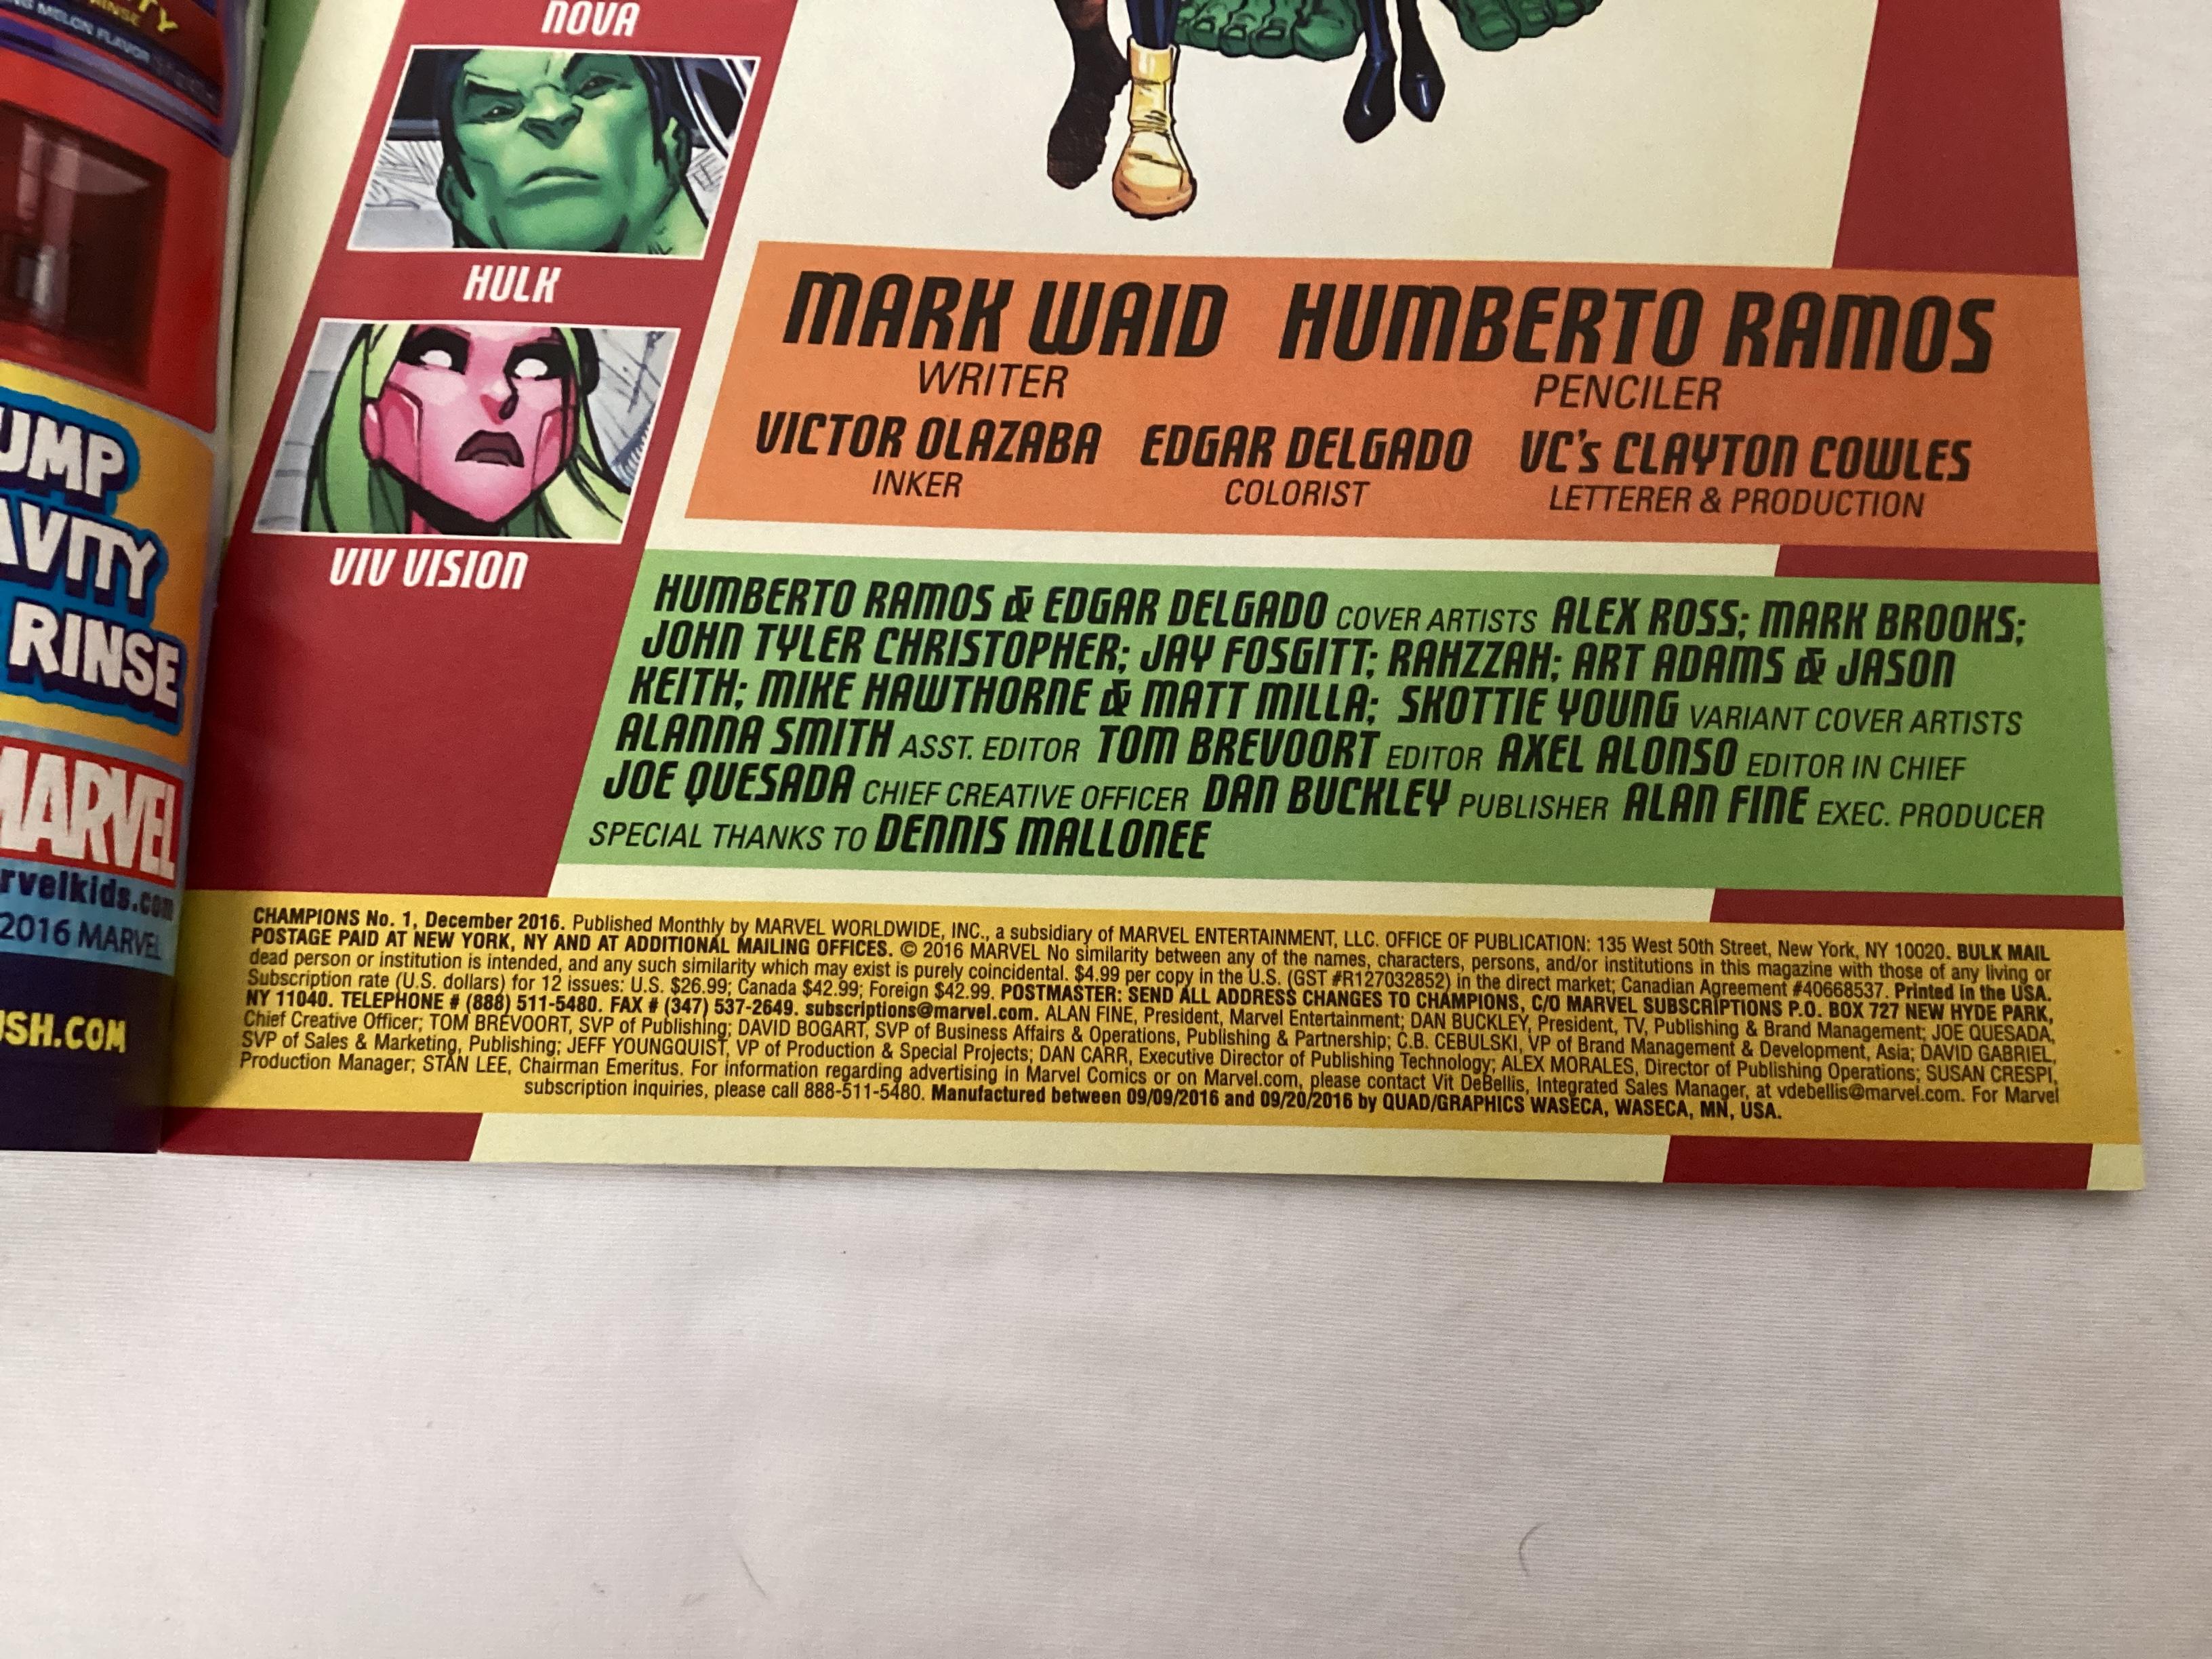 TY
RINSE
MELON FLAVOR
UMP
AVITY
RINSE
MARVEL
rvelkids.com
2016 MARVEL
SH.COM
NOVA
HULK
VIV VISION
MARK WAID HUMBERTO RAMOS
WRITER PENCILER
VICTOR OLAZABA EDGAR DELGADO VC's CLAYTON COWLES
INKER COLORIST LETTERER & PRODUCTION
HUMBERTO RAMOS & EDGAR DELGADO COVER ARTISTS ALEX ROSS; MARK BROOKS;
JOHN TYLER CHRISTOPHER; JAY FOSGITT; RAHZZAH; ART ADAMS & JASON
KEITH; MIKE HAWTHORNE & MATT MILLA; SKOTTIE YOUNG VARIANT COVER ARTISTS
ALANNA SMITH ASST. EDITOR TOM BREVOORT EDITOR AXEL ALONSO EDITOR IN CHIEF
JOE QUESADA CHIEF CREATIVE OFFICER DAN BUCKLEY PUBLISHER ALAN FINE EXEC. PRODUCER
SPECIAL THANKS TO DENNIS MALLONEE
CHAMPIONS No. 1, December 2016. Published Monthly by MARVEL WORLDWIDE, INC., a subsidiary of MARVEL ENTERTAINMENT, LLC. OFFICE OF PUBLICATION: 135 West 50th Street, New York, NY 10020. BULK MAIL
POSTAGE PAID AT NEW YORK, NY AND AT ADDITIONAL MAILING OFFICES. © 2016 MARVEL No similarity between any of the names, characters, persons, and/or institutions in this magazine with those of any living or
dead person or institution is intended, and any such similarity which may exist is purely coincidental. $4.99 per copy in the U.S. (GST #R127032852) in the direct market; Canadian Agreement #40668537. Printed in the USA.
Subscription rate (U.S. dollars) for 12 issues: U.S. $26.99; Canada $42.99; Foreign $42.99. POSTMASTER: SEND ALL ADDRESS CHANGES TO CHAMPIONS, C/O MARVEL SUBSCRIPTIONS P.O. BOX 727 NEW HYDE PARK,
NY 11040. TELEPHONE # (888) 511-5480. FAX # (347) 537-2649. subscriptions@marvel.com. ALAN FINE, President, Marvel Entertainment; DAN BUCKLEY, President, TV, Publishing & Brand Management; JOE QUESADA,
Chief Creative Officer; TOM BREVOORT, SVP of Publishing; DAVID BOGART, SVP of Business Affairs & Operations, Publishing & Partnership; C.B. CEBULSKI, VP of Brand Management & Development, Asia; DAVID GABRIEL,
SVP of Sales & Marketing, Publishing; JEFF YOUNGQUIST, VP of Production & Special Projects; DAN CARR, Executive Director of Publishing Technology; ALEX MORALES, Director of Publishing Operations; SUSAN CRESPI,
Production Manager; STAN LEE, Chairman Emeritus. For information regarding advertising in Marvel Comics or on Marvel.com, please contact Vit DeBellis, Integrated Sales Manager, at vdebellis@marvel.com. For Marvel
subscription inquiries, please call 888-511-5480. Manufactured between 09/09/2016 and 09/20/2016 by QUAD/GRAPHICS WASECA, WASECA, MN, USA.